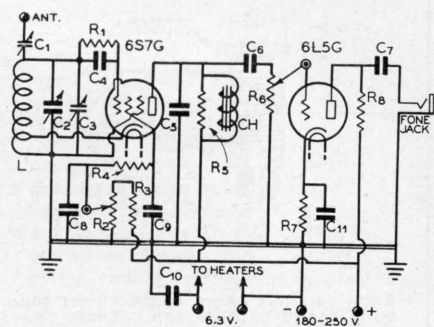 ANT.
C1
R1
6S7G
C4
C2
C3
L
C5
C6
6L5G
C7
R6
R8
CH
R5
FONE
JACK
R4
R3
C8
R2
C9
R7
C11
C10
TO HEATERS
6.3 V.
- 180-250 V. +